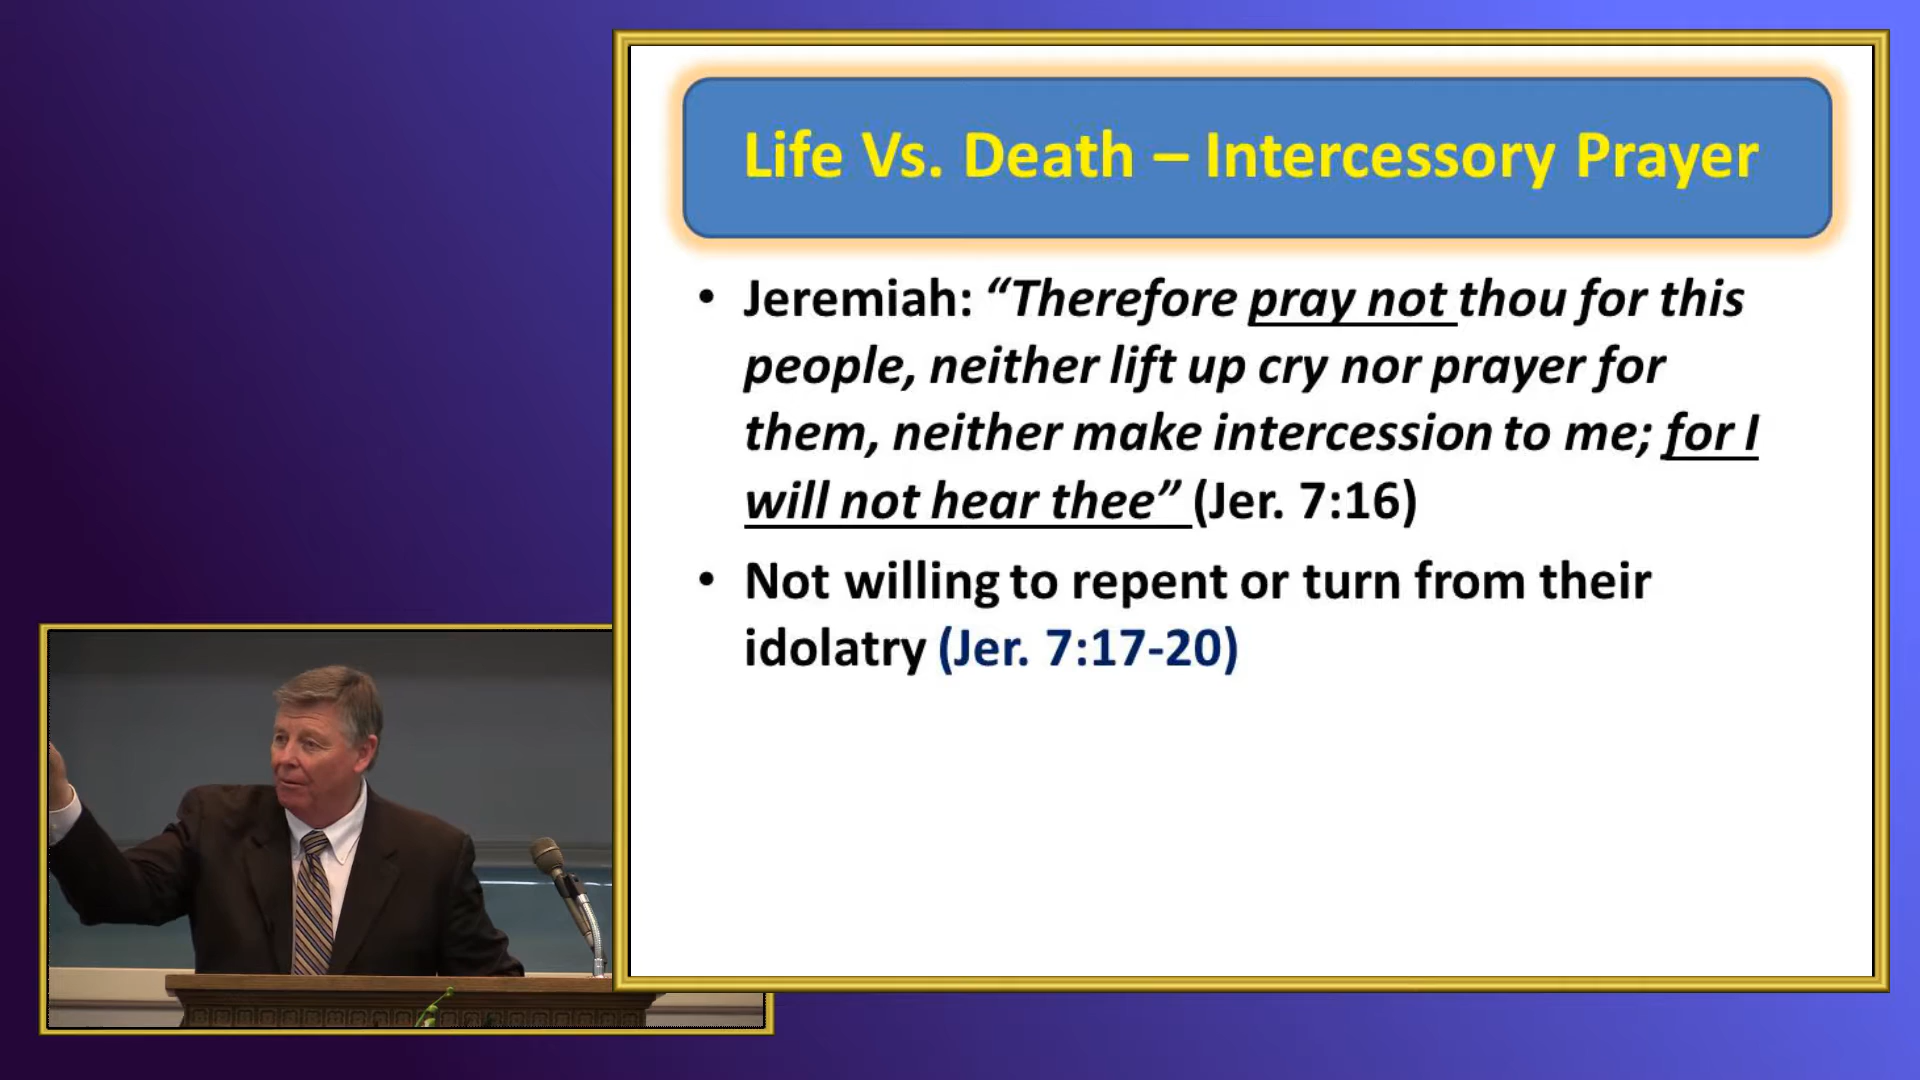 Life Vs. Death – Intercessory Prayer
• Jeremiah: “Therefore pray not thou for this
people, neither lift up cry nor prayer for
them, neither make intercession to me; for I
will not hear thee” (Jer. 7:16)
• Not willing to repent or turn from their
idolatry (Jer. 7:17-20)